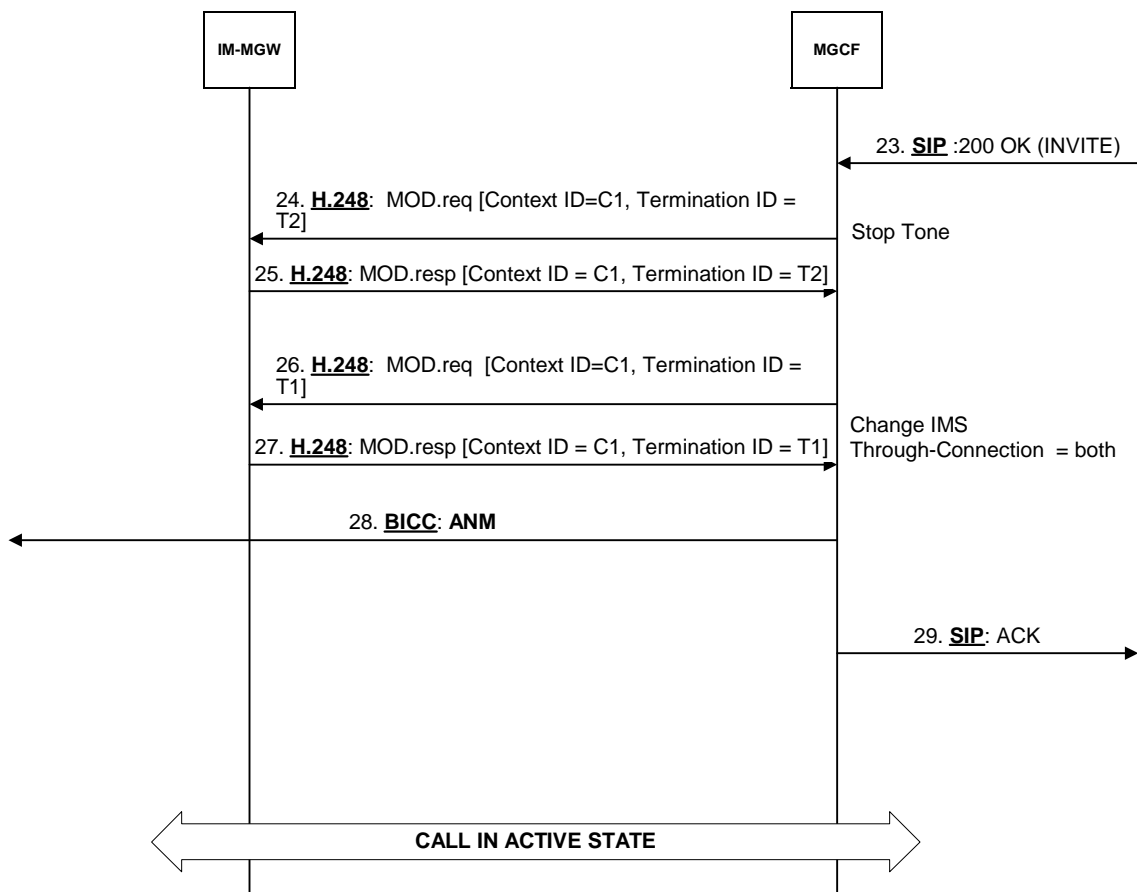 IM-MGW
MGCF
23. SIP :200 OK (INVITE)
24. H.248:  MOD.req [Context ID=C1, Termination ID =
T2]
Stop Tone
25. H.248: MOD.resp [Context ID = C1, Termination ID = T2]
26. H.248:  MOD.req  [Context ID=C1, Termination ID =
T1]
Change IMS
Through-Connection  = both
27. H.248: MOD.resp [Context ID = C1, Termination ID = T1]
28. BICC: ANM
29. SIP: ACK
CALL IN ACTIVE STATE